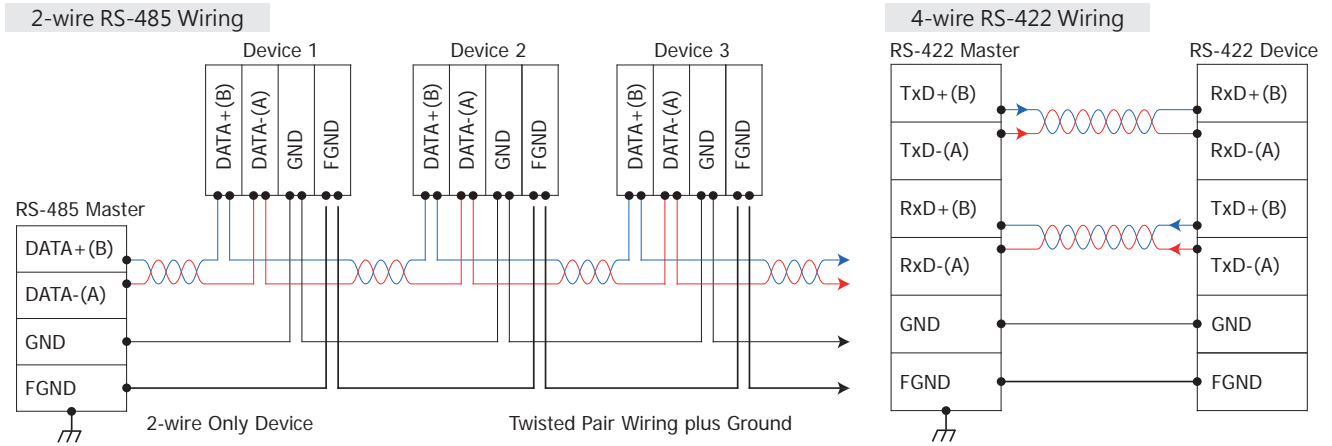 2-wire RS-485 Wiring
Device 1
Device 2
Device 3
DATA+(B)
DATA-(A)
GND
FGND
DATA+(B)
DATA-(A)
GND
FGND
DATA+(B)
DATA-(A)
GND
FGND
RS-485 Master
DATA+(B)
DATA-(A)
GND
FGND
2-wire Only Device
Twisted Pair Wiring plus Ground
4-wire RS-422 Wiring
RS-422 Master
RS-422 Device
TxD+(B)
TxD-(A)
RxD+(B)
RxD-(A)
GND
FGND
RxD+(B)
RxD-(A)
TxD+(B)
TxD-(A)
GND
FGND